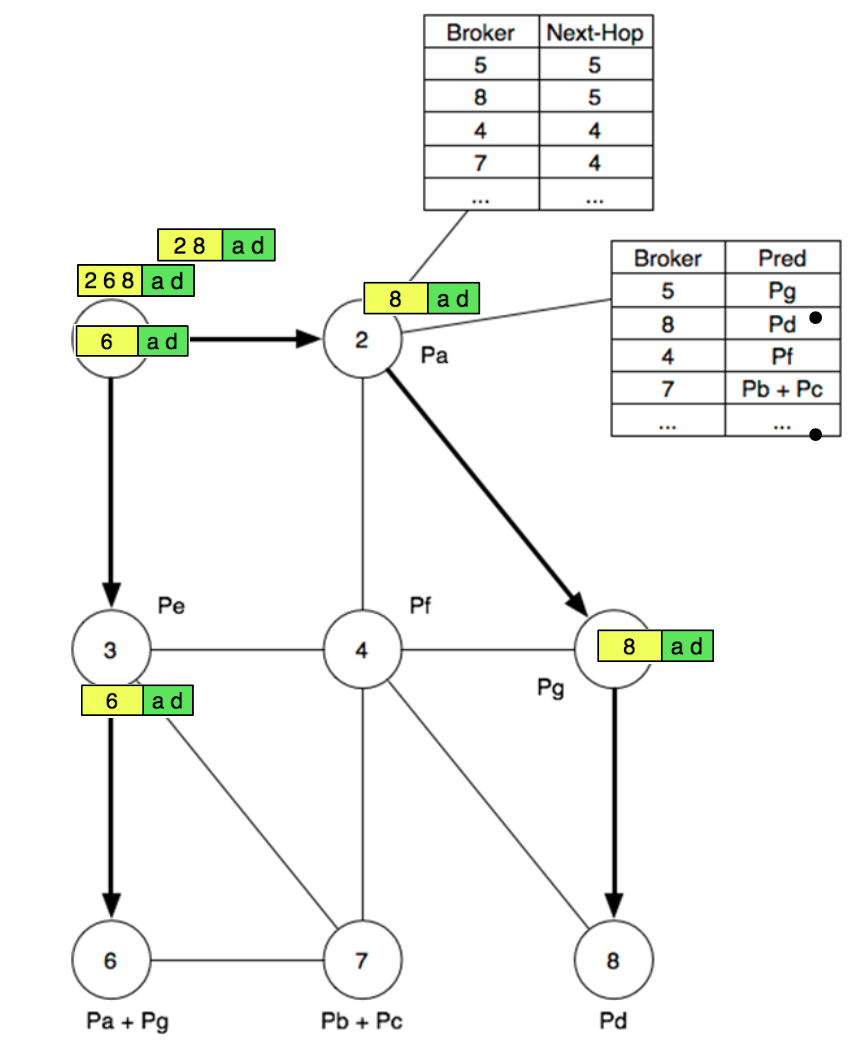 Broker Next-Hop
5 5
8 5
4 4
7 4
... ...
2 8 a d
2 6 8 a d
Broker Pred
5 Pg
8 Pd
4 Pf
7 Pb + Pc
... ...
8 a d
6 a d
2
Pa
Pe
Pf
3
4
8 a d
Pg
6 a d
6
7
8
Pa + Pg
Pb + Pc
Pd